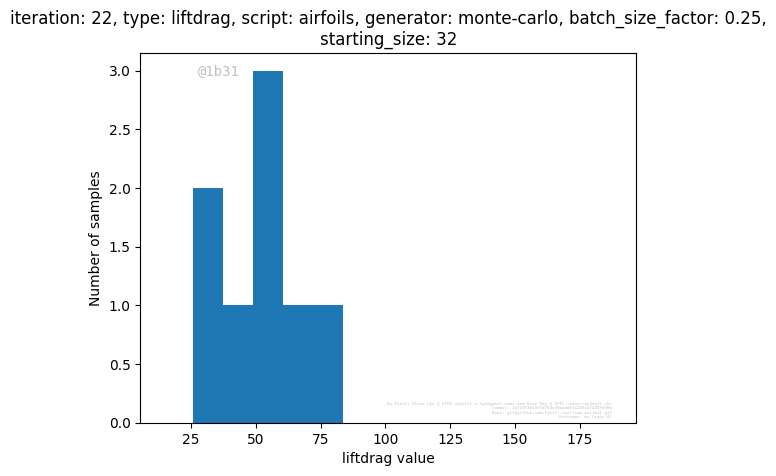 iteration: 22, type: liftdrag, script: airfoils, generator: monte-carlo, batch_size_factor: 0.25,
starting_size: 32
@1b31
3.0
2.5
2.0
1.5
1.0
0.5
0.0
Number of samples
25 50 75 100 125 150 175
liftdrag value